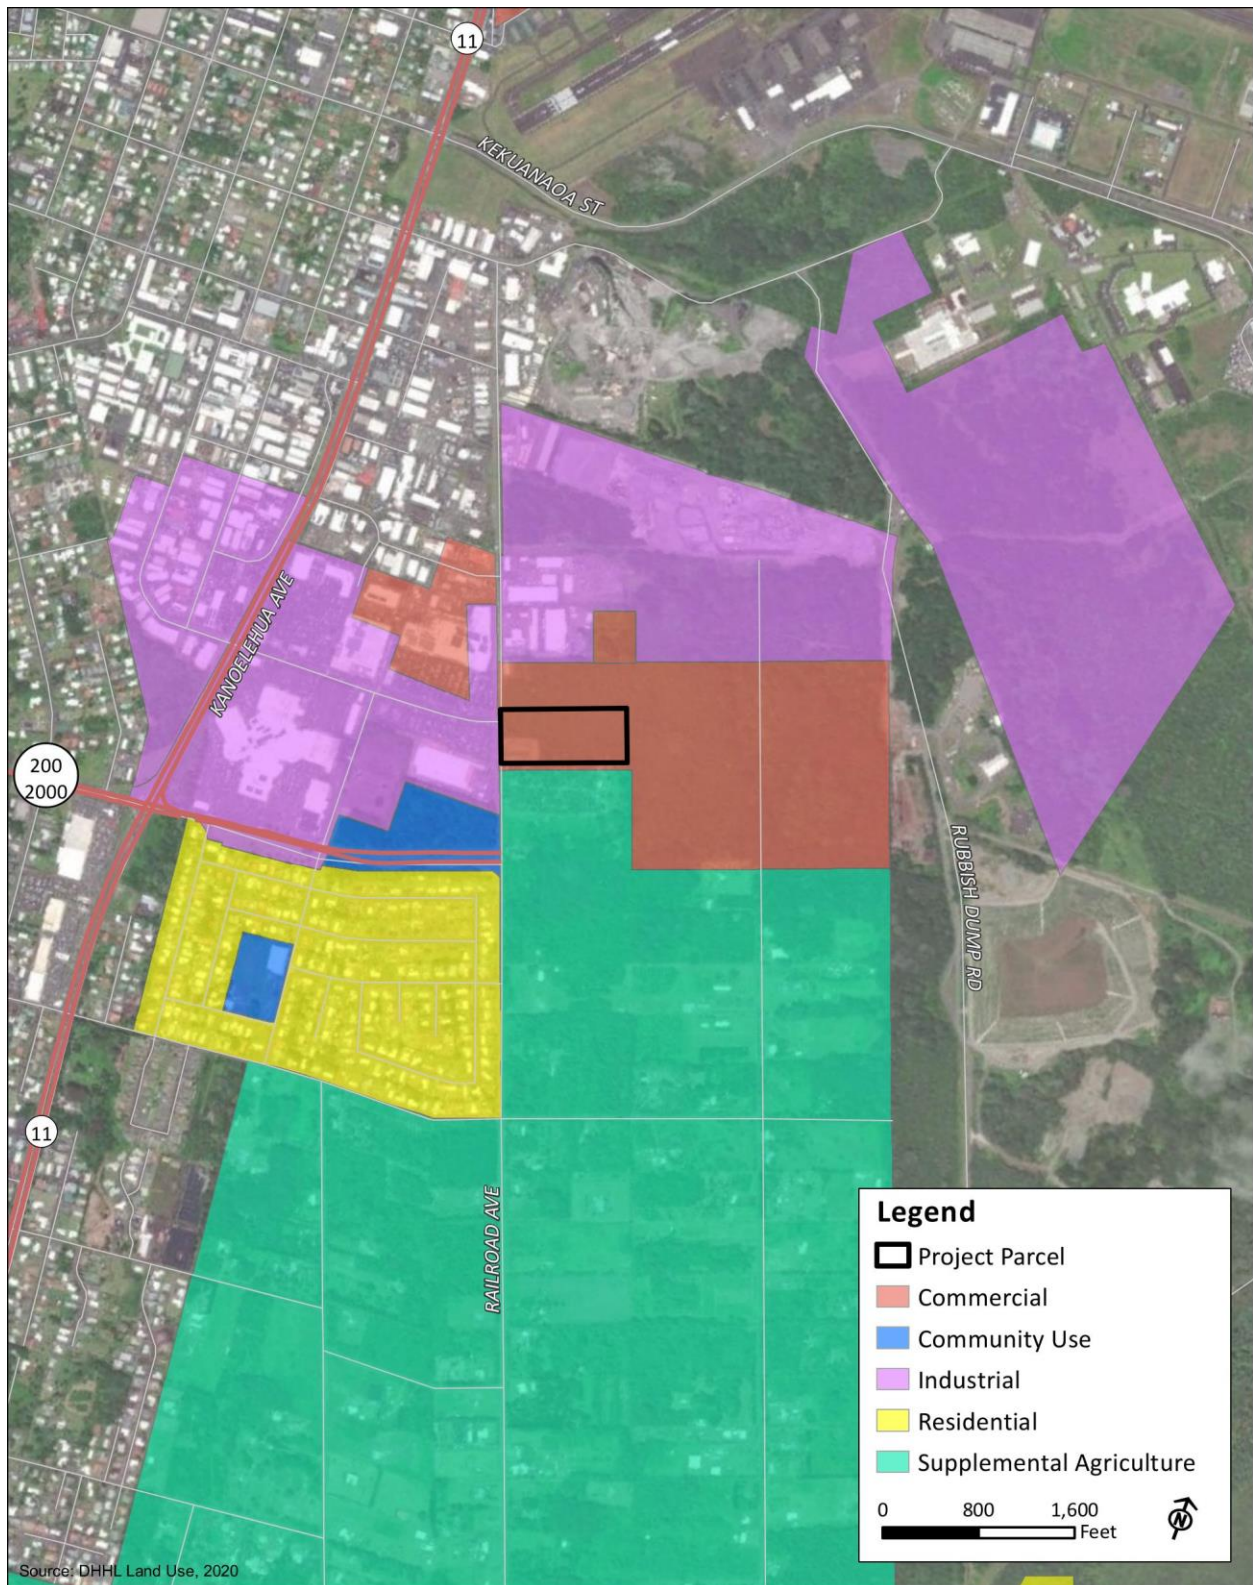 11
KEKUANAOA ST
KANOELEHUA AVE
200
2000
RUBBISH DUMP RD
11
RAILROAD AVE
Legend
Project Parcel
Commercial
Community Use
Industrial
Residential
Supplemental Agriculture
0 800 1,600
Feet
N
Source: DHHL Land Use, 2020